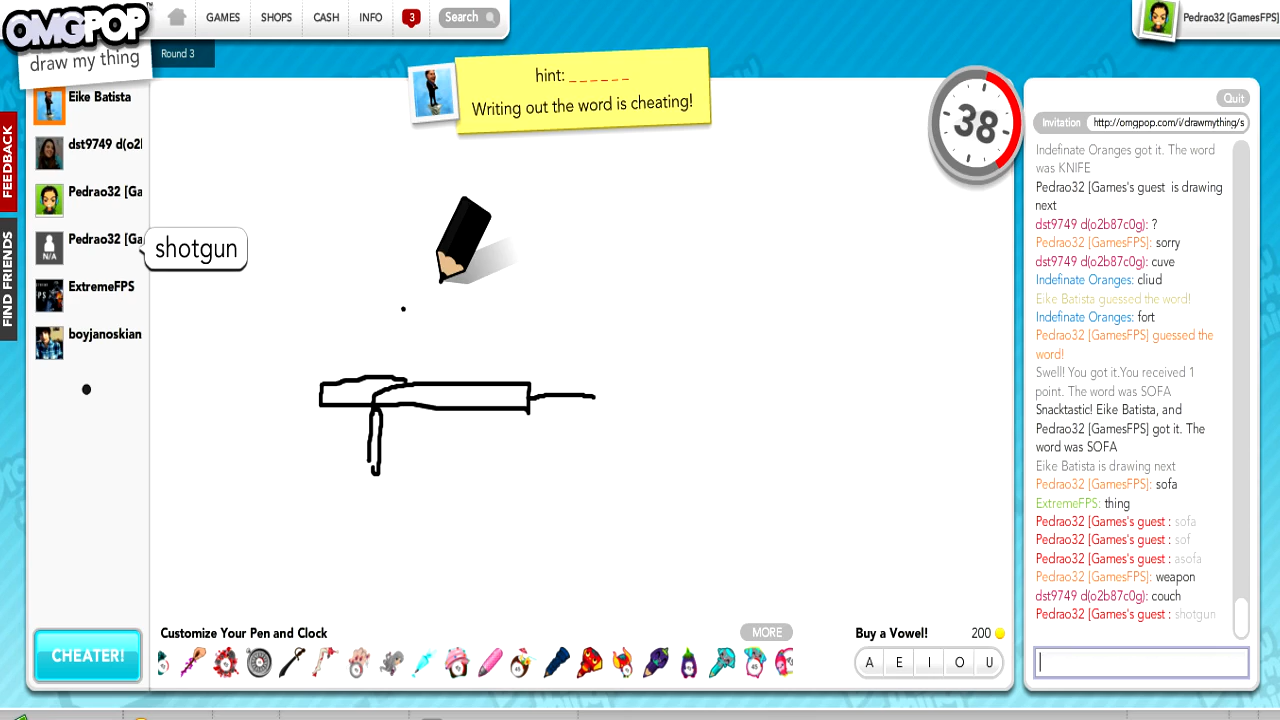 OMGPOP
GAMES
SHOPS
CASH
INFO
3
Search
Pedrao32 [GamesFPS]
draw my thing
Round 3
FEEDBACK
FIND FRIENDS
Eike Batista
dst9749 d(o2l
Pedrao32 [Ga
Pedrao32 [Ga
N/A
ExtremeFPS
boyjanoskian
shotgun
hint: _ _ _ _ _ _
Writing out the word is cheating!
38
Quit
Invitation http://omgpop.com/i/drawmything/s
Indefinate Oranges got it. The word
was KNIFE
Pedrao32 [Games's guest is drawing
next
dst9749 d(o2b87c0g): ?
Pedrao32 [GamesFPS]: sorry
dst9749 d(o2b87c0g): cuve
Indefinate Oranges: cliud
Eike Batista guessed the word!
Indefinate Oranges: fort
Pedrao32 [GamesFPS] guessed the
word!
Swell! You got it.You received 1
point. The word was SOFA
Snacktastic! Eike Batista, and
Pedrao32 [GamesFPS] got it. The
word was SOFA
Eike Batista is drawing next
Pedrao32 [GamesFPS]: sofa
ExtremeFPS: thing
Pedrao32 [Games's guest : sofa
Pedrao32 [Games's guest : sof
Pedrao32 [Games's guest : asofa
Pedrao32 [GamesFPS]: weapon
dst9749 d(o2b87c0g): couch
Pedrao32 [Games's guest : shotgun
CHEATER!
Customize Your Pen and Clock
MORE
Buy a Vowel!
200
A E I O U